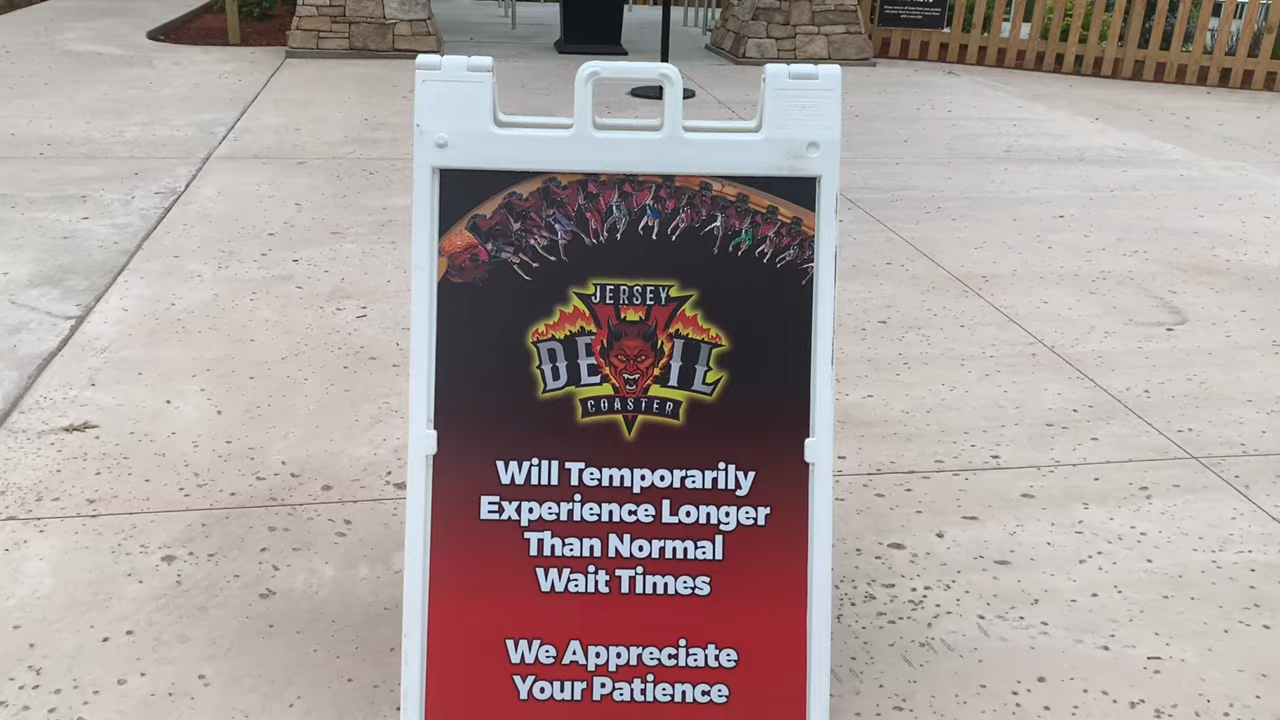 JERSEY
DEVIL
COASTER
Will Temporarily
Experience Longer
Than Normal
Wait Times
We Appreciate
Your Patience